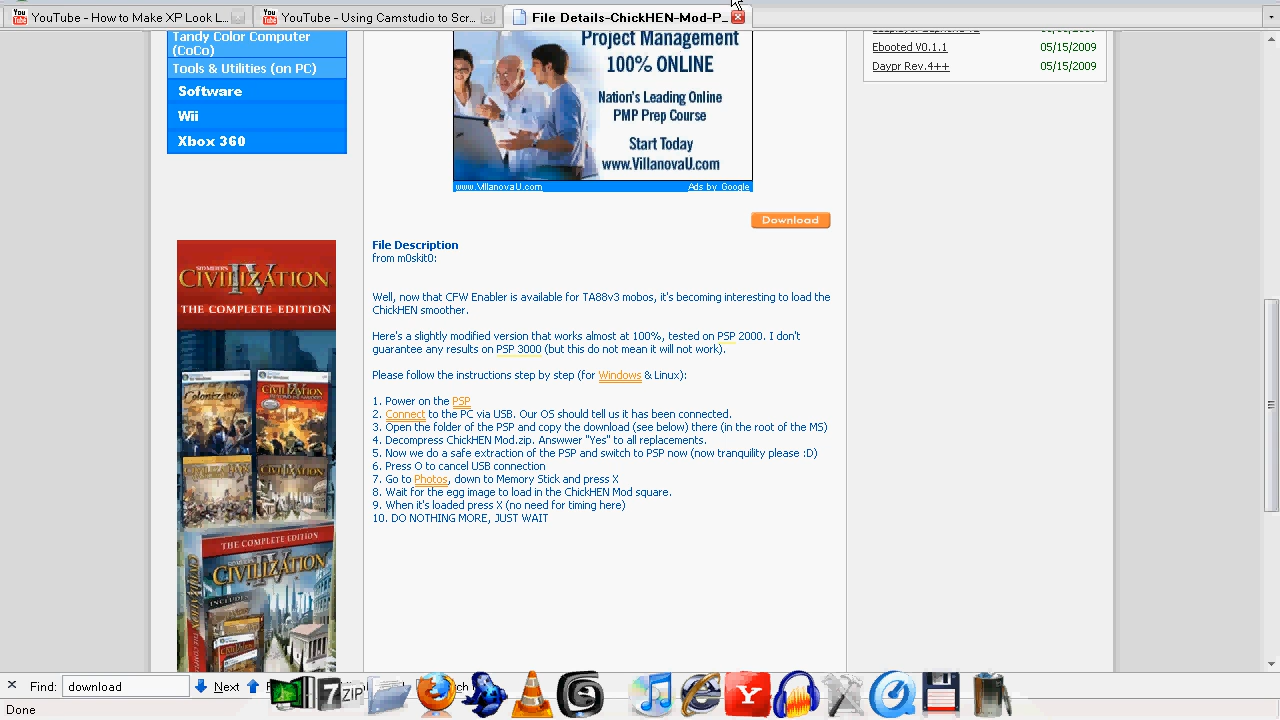 YouTube - How to Make XP Look L...
YouTube - Using Camstudio to cr...
File Details-ChickHEN-Mod-P...
Tandy Color Computer
(CoCo)
Tools & Utilities (on PC)
Software
Wii
Xbox 360
Project Management
100% ONLINE
Nation's Leading Online
PMP Prep Course
Start Today
www.VillanovaU.com
www.VillanovaU.com
Ads by Google
Ebooted V0.1.1 05/15/2009
Daypr Rev.4++ 05/15/2009
Download
File Description
from m0skit0:
Well, now that CFW Enabler is available for TA88v3 mobos, it's becoming interesting to load the
ChickHEN smoother.
Here's a slightly modified version that works almost at 100%, tested on PSP 2000. I don't
guarantee any results on PSP 3000 (but this do not mean it will not work).
Please follow the instructions step by step (for Windows & Linux):
1. Power on the PSP
2. Connect to the PC via USB. Our OS should tell us it has been connected.
3. Open the folder of the PSP and copy the download (see below) there (in the root of the MS)
4. Decompress ChickHEN Mod.zip. Answwer "Yes" to all replacements.
5. Now we do a safe extraction of the PSP and switch to PSP now (now tranquility please :D)
6. Press O to cancel USB connection
7. Go to Photos, down to Memory Stick and press X
8. Wait for the egg image to load in the ChickHEN Mod square.
9. When it's loaded press X (no need for timing here)
10. DO NOTHING MORE, JUST WAIT
SID MEIER'S
CIVILIZATION IV
THE COMPLETE EDITION
THE COMPLETE EDITION
SID MEIER'S
CIVILIZATION IV
INCLUDES
Find: download
Next
7 ZIP
Done